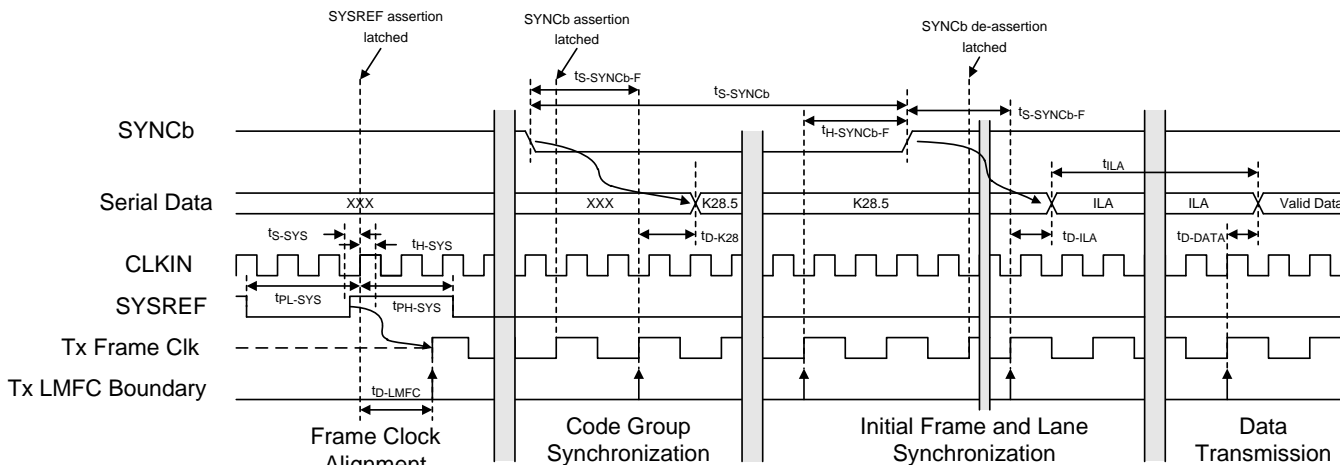 SYSREF assertion
latched
SYNCb assertion
latched
SYNCb de-assertion
latched
tS-SYNCb-F
tS-SYNCb
tS-SYNCb-F
SYNCb
tH-SYNCb-F
tILA
Serial Data
XXX
XXX
K28.5
K28.5
ILA
ILA
Valid Data
tS-SYS
tH-SYS
tD-K28
tD-ILA
tD-DATA
CLKIN
tPL-SYS
tPH-SYS
SYSREF
Tx Frame Clk
Tx LMFC Boundary
tD-LMFC
Frame Clock
Alignment
Code Group
Synchronization
Initial Frame and Lane
Synchronization
Data
Transmission